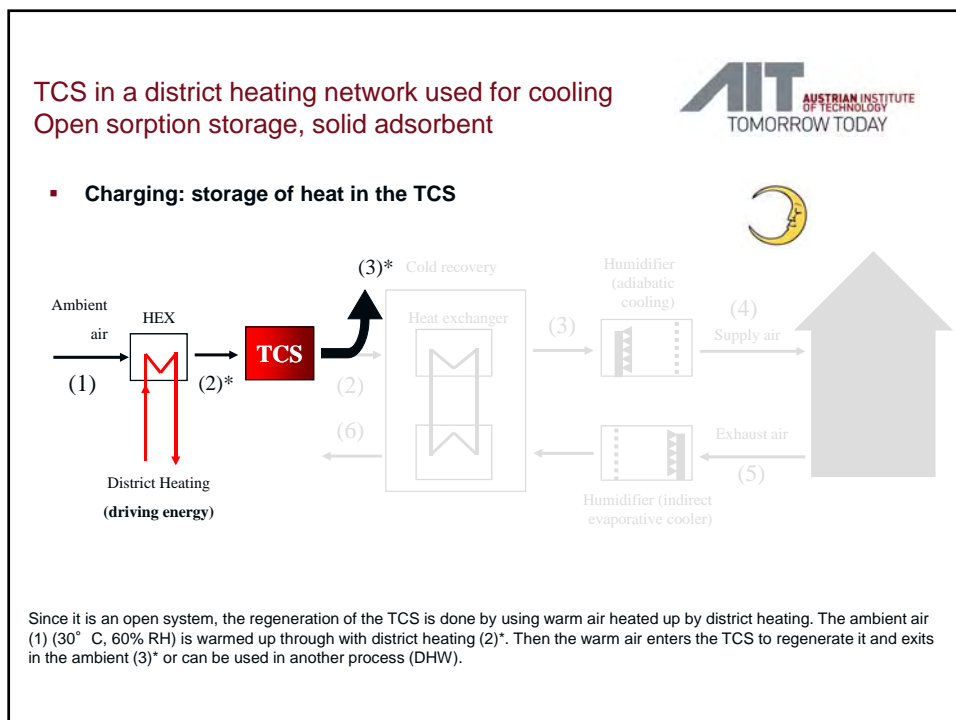 TCS in a district heating network used for cooling
Open sorption storage, solid adsorbent
AIT AUSTRIAN INSTITUTE
OF TECHNOLOGY
TOMORROW TODAY
▪ Charging: storage of heat in the TCS
(3)*
Cold recovery
Humidifier
(adiabatic
cooling)
Ambient
air
HEX
Heat exchanger
(3)
(4)
Supply air
TCS
(1)
(2)*
(2)
(6)
Exhaust air
(5)
District Heating
(driving energy)
Humidifier (indirect
evaporative cooler)
Since it is an open system, the regeneration of the TCS is done by using warm air heated up by district heating. The ambient air
(1) (30° C, 60% RH) is warmed up through with district heating (2)*. Then the warm air enters the TCS to regenerate it and exits
in the ambient (3)* or can be used in another process (DHW).